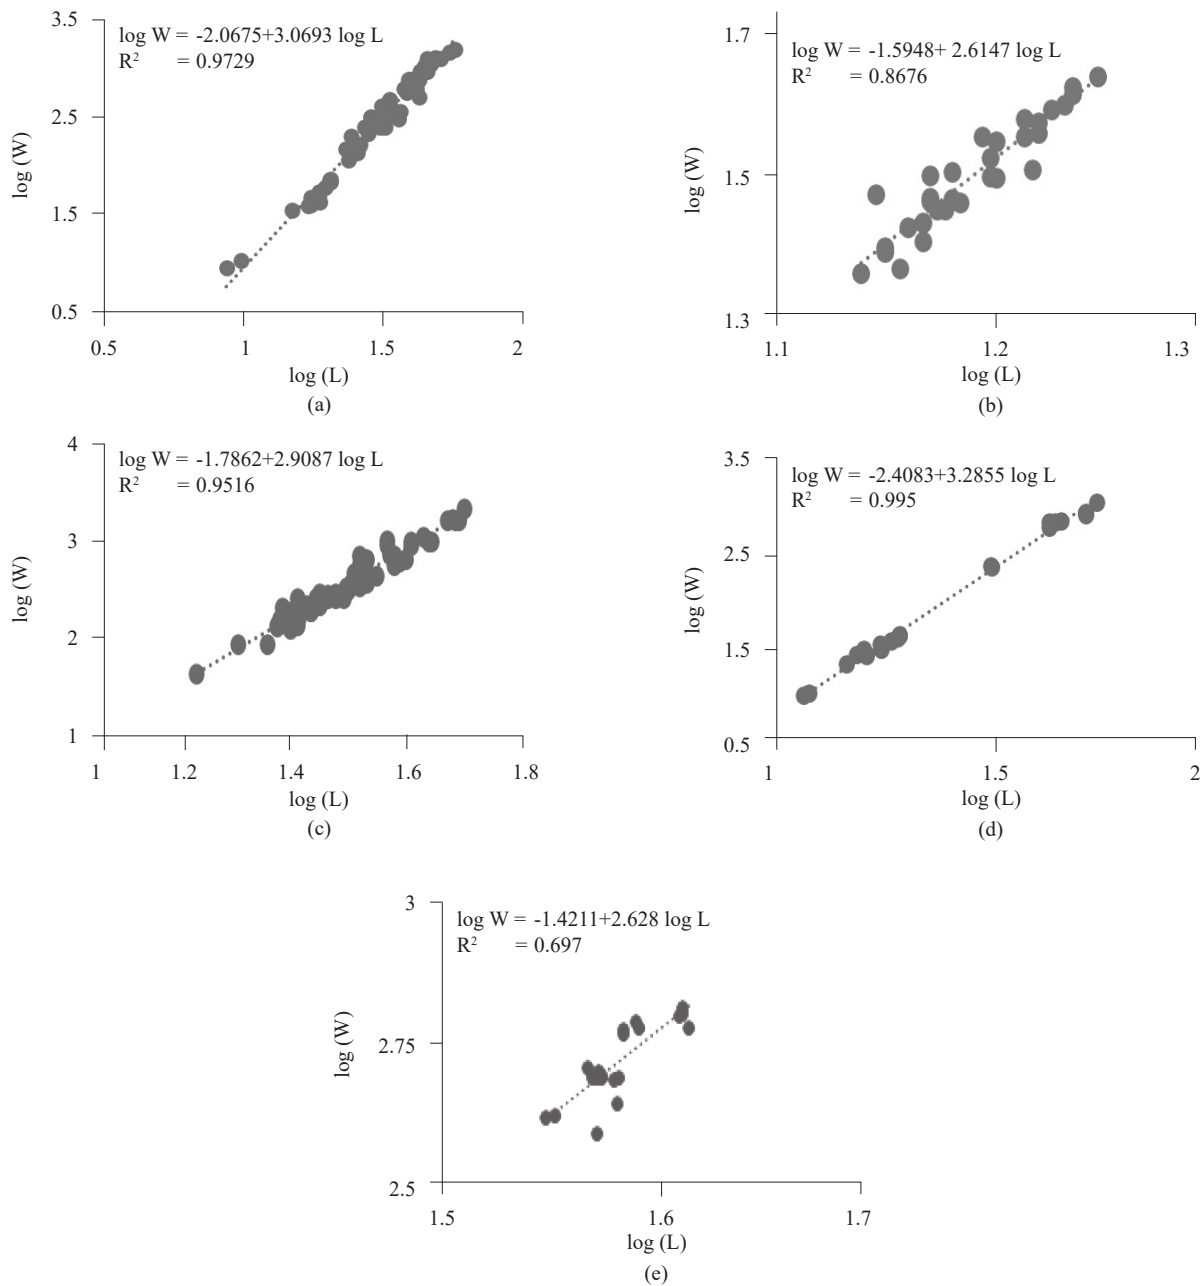 3.5
log W = -2.0675+3.0693 log L
R² = 0.9729
2.5
log (W)
1.5
0.5
0.5 1 1.5 2
log (L)
(a)
1.7
log W = -1.5948+ 2.6147 log L
R² = 0.8676
log (W)
1.5
1.3
1.1 1.2 1.3
log (L)
(b)
4
log W = -1.7862+2.9087 log L
R² = 0.9516
3
log (W)
2
1
1 1.2 1.4 1.6 1.8
log (L)
(c)
3.5
log W = -2.4083+3.2855 log L
R² = 0.995
2.5
log (W)
1.5
0.5
1 1.5 2
log (L)
(d)
3
log W = -1.4211+2.628 log L
R² = 0.697
log (W)
2.75
2.5
1.5 1.6 1.7
log (L)
(e)